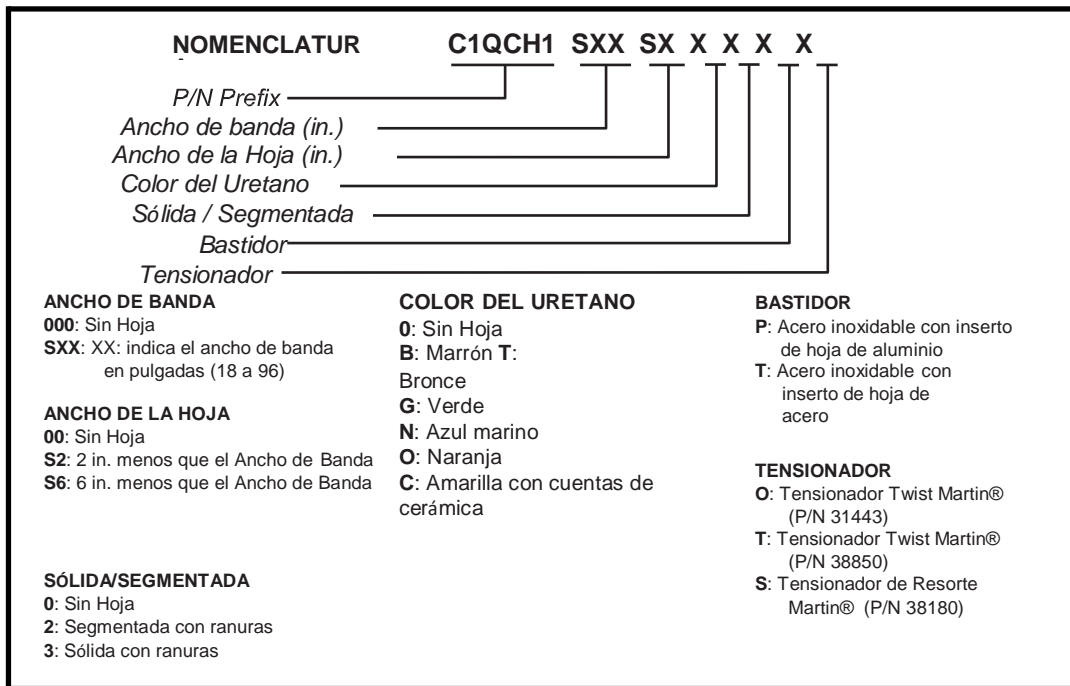 NOMENCLATUR C1QCH1 SXX SX X X X X
P/N Prefix
Ancho de banda (in.)
Ancho de la Hoja (in.)
Color del Uretano
Sólida / Segmentada
Bastidor
Tensionador
ANCHO DE BANDA
000: Sin Hoja
SXX: XX: indica el ancho de banda
en pulgadas (18 a 96)
ANCHO DE LA HOJA
00: Sin Hoja
S2: 2 in. menos que el Ancho de Banda
S6: 6 in. menos que el Ancho de Banda
SÓLIDA/SEGMENTADA
0: Sin Hoja
2: Segmentada con ranuras
3: Sólida con ranuras
COLOR DEL URETANO
0: Sin Hoja
B: Marrón T:
Bronce
G: Verde
N: Azul marino
O: Naranja
C: Amarilla con cuentas de
cerámica
BASTIDOR
P: Acero inoxidable con inserto
de hoja de aluminio
T: Acero inoxidable con
inserto de hoja de
acero
TENSIONADOR
O: Tensionador Twist Martin®
(P/N 31443)
T: Tensionador Twist Martin®
(P/N 38850)
S: Tensionador de Resorte
Martin® (P/N 38180)